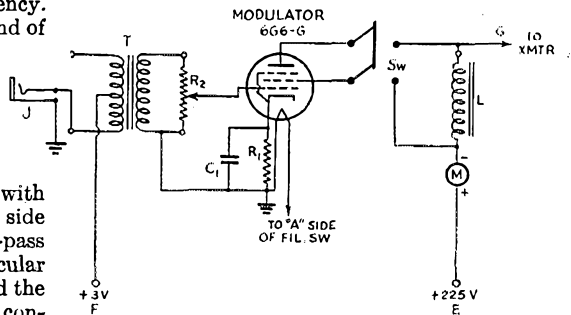 ency.
nd of
MODULATOR
6G6-G
T
J
R2
Sw
G
TO
XMTR
L
C1
R1
- M +
TO "A" SIDE
OF FIL. SW
with
side
-pass
cular
d the
con-
+3V
F
+225V
E